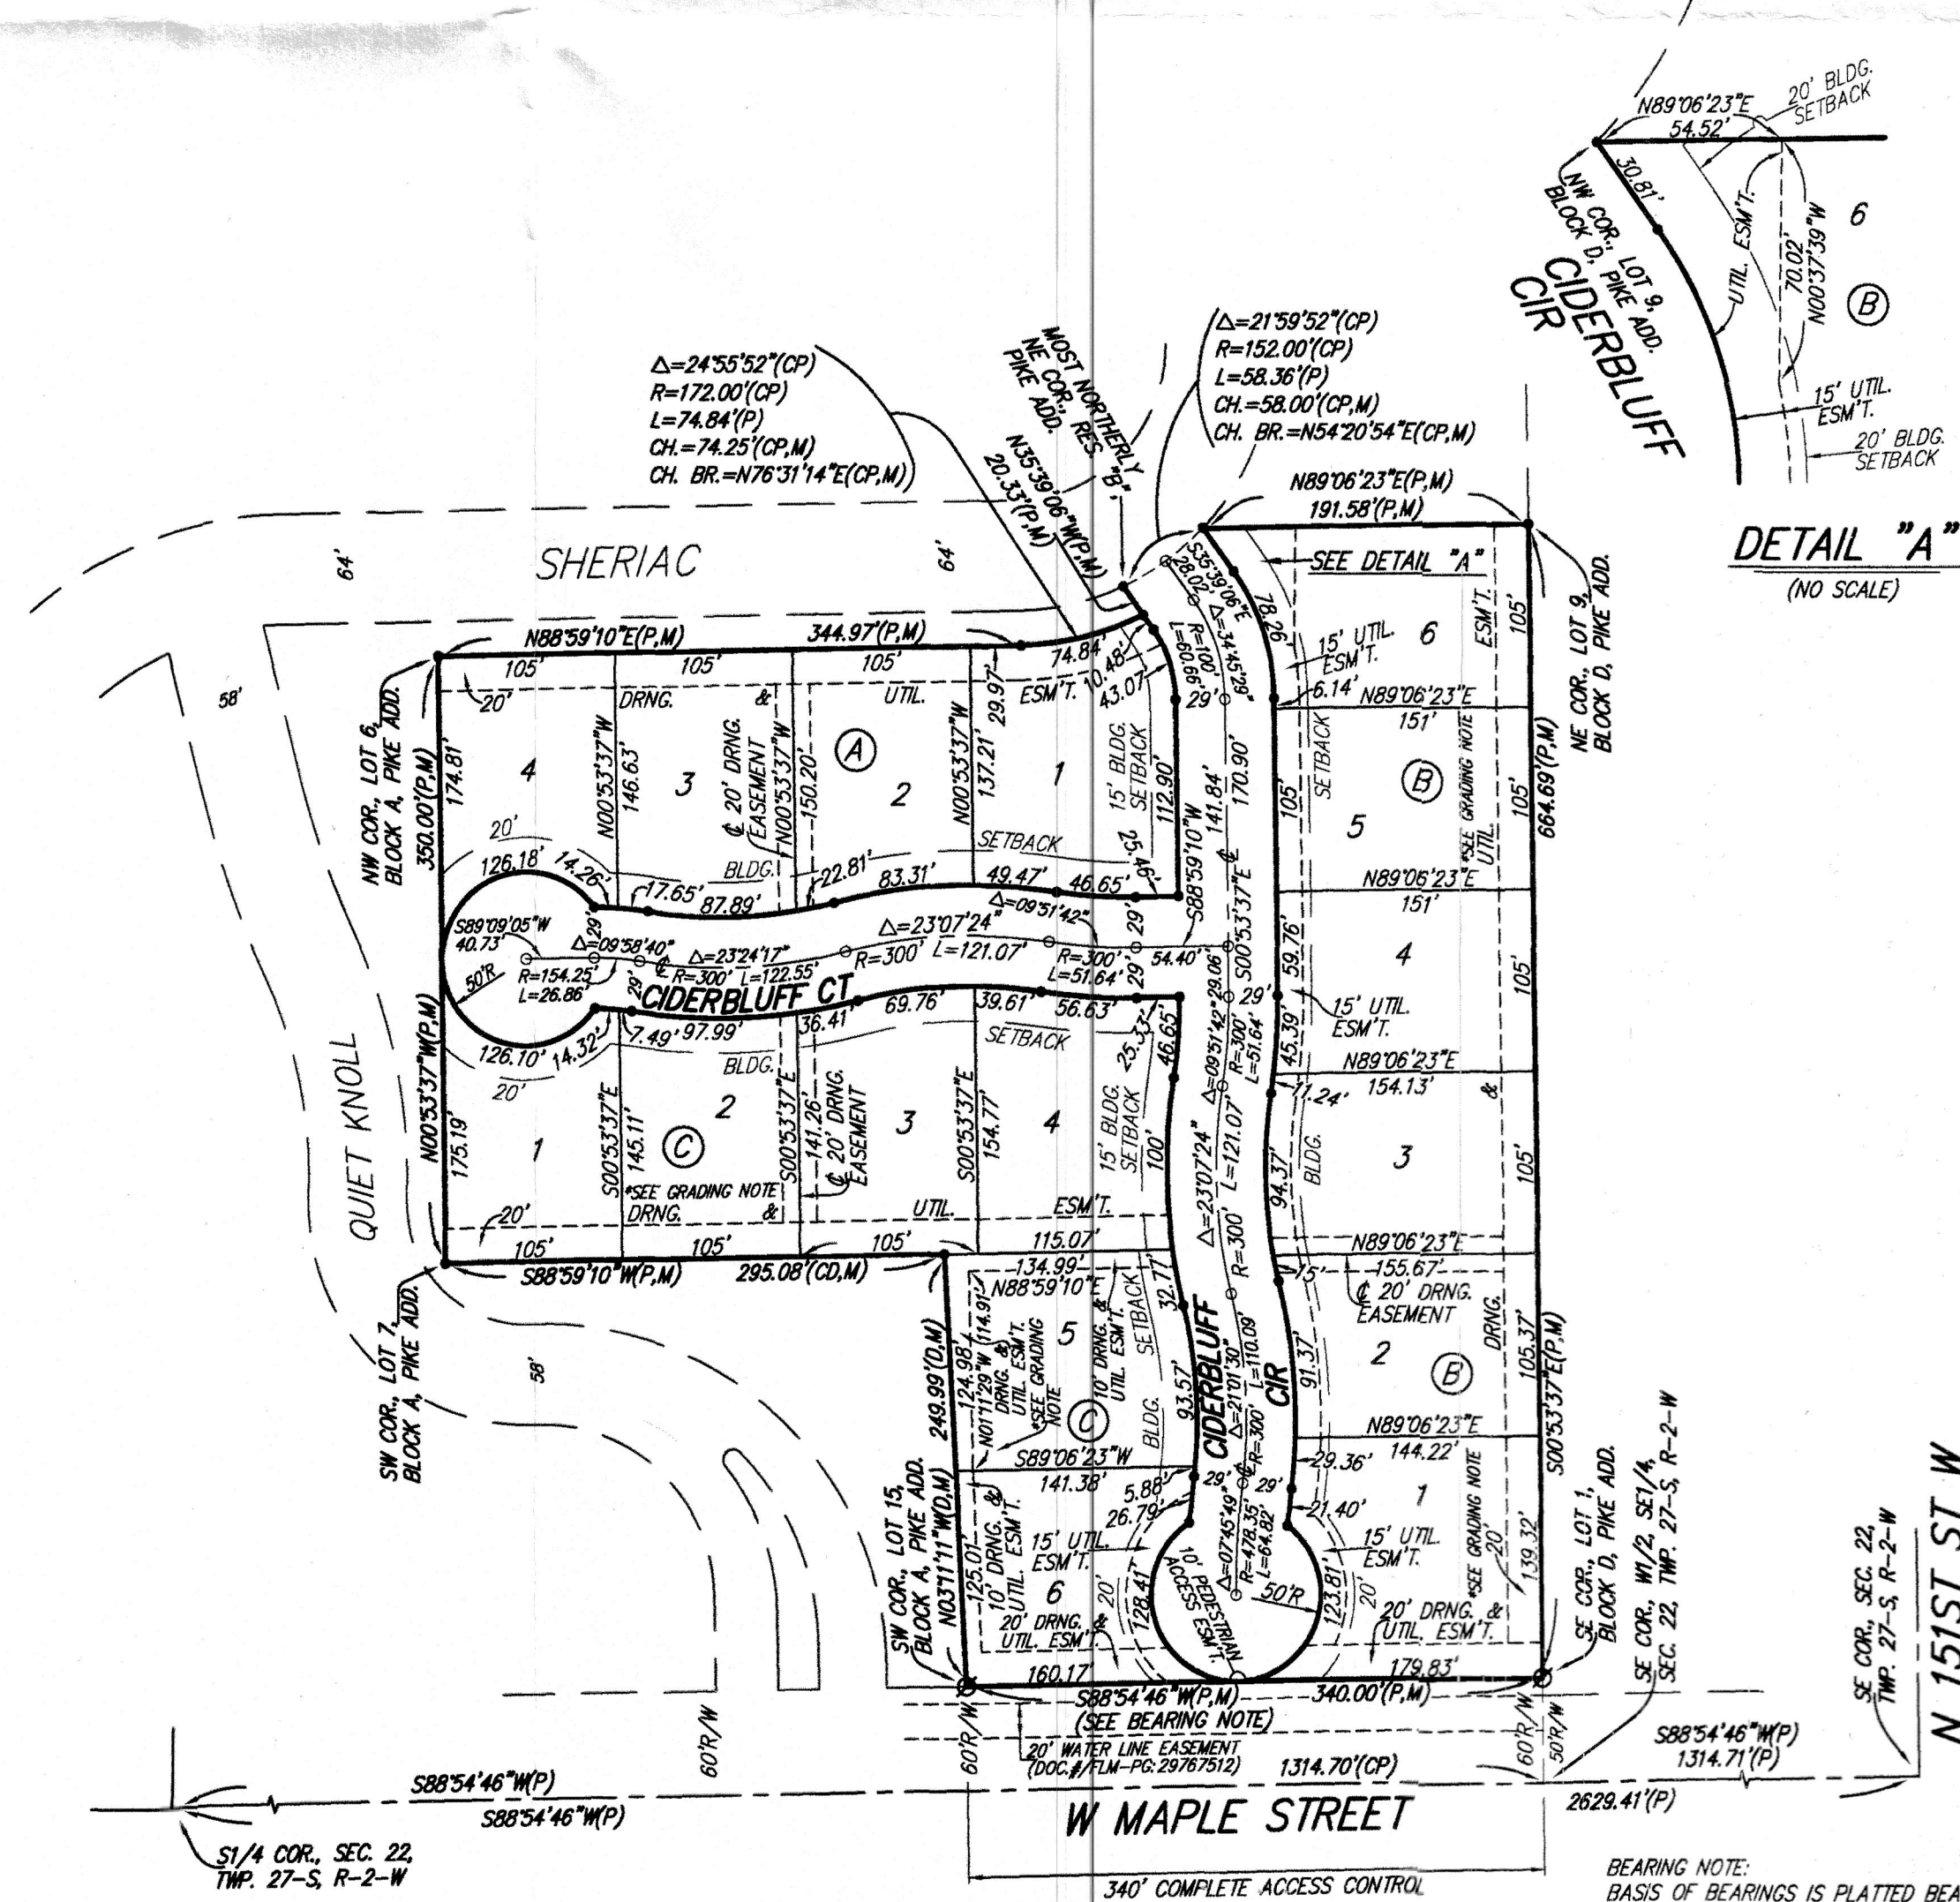 N89°06'23"E
54.52'
20' BLDG.
SETBACK
30.81'
NW COR., LOT 9,
BLOCK D, PIKE ADD.
CIDERBLUFF
CIR
UTIL. ESM'T.
70.02'
N00°37'39"W
6
B
15' UTIL.
ESM'T.
20' BLDG.
SETBACK
DETAIL "A"
(NO SCALE)
Δ=24°55'52"(CP)
R=172.00'(CP)
L=74.84'(P)
CH.=74.25'(CP,M)
CH. BR.=N76°31'14"E(CP,M)
Δ=21°59'52"(CP)
R=152.00'(CP)
L=58.36'(P)
CH.=58.00'(CP,M)
CH. BR.=N54°20'54"E(CP,M)
MOST NORTHERLY
NE COR., RES. "B",
PIKE ADD.
N35°39'06"W(P,M)
20.33'(P,M)
N89°06'23"E(P,M)
191.58'(P,M)
SEE DETAIL "A"
NE COR., LOT 9,
BLOCK D, PIKE ADD.
SHERIAC
64'
64'
58'
N88°59'10"E(P,M)
344.97'(P,M)
105'
105'
105'
74.84'
10.48'
43.07'
S35°39'06"E
28.02'
Δ=34°45'29"
R=100'
L=60.66'
78.26'
15' UTIL.
ESM'T.
6
ESM'T.
105'
29'
6.14'
N89°06'23"E
151'
20'
DRNG.
&
UTIL.
ESM'T.
29.97'
NW COR., LOT 6,
BLOCK A, PIKE ADD.
350.00'(P,M)
174.81'
4
N00°53'37"W
146.63'
3
℄ 20' DRNG.
EASEMENT
N00°53'37"W
150.20'
A
2
N00°53'37"W
137.21'
1
15' BLDG.
SETBACK
112.90'
25.46'
S88°59'10"W
141.84'
170.90'
℄
S00°53'37"E
105'
SETBACK
5
B
*SEE GRADING NOTE
UTIL.
105'
664.69'(P,M)
N89°06'23"E
151'
20'
126.18'
14.26'
17.65'
BLDG.
87.89'
22.81'
83.31'
SETBACK
49.47'
46.65'
29'
Δ=09°51'42"
S89°09'05"W
40.73'
29'
Δ=09°58'40"
R=154.25'
L=26.86'
50'R
29'
℄
Δ=23°24'17"
R=300' L=122.55'
Δ=23°07'24"
R=300' L=121.07'
R=300'
L=51.64'
29'
54.40'
29.06'
29'
59.76'
4
105'
15' UTIL.
ESM'T.
CIDERBLUFF CT
126.10'
14.32'
7.49'
97.99'
36.41'
69.76'
39.61'
56.63'
SETBACK
BLDG.
20'
25.33'
46.65'
Δ=09°51'42"
R=300'
L=51.64'
45.39'
N89°06'23"E
154.13'
11.24'
&
QUIET KNOLL
N00°53'37"W(P,M)
175.19'
1
S00°53'37"E
145.11'
2
C
*SEE GRADING NOTE
S00°53'37"E
141.26'
℄ 20' DRNG.
EASEMENT
3
S00°53'37"E
154.77'
4
15' BLDG.
SETBACK
100'
Δ=23°07'24"
R=300' L=121.07'
94.37'
BLDG.
3
105'
20'
DRNG.
&
UTIL.
ESM'T.
105'
105'
105'
115.07'
S88°59'10"W(P,M)
295.08'(CD,M)
N89°06'23"E
155.67'
15'
℄ 20' DRNG.
EASEMENT
134.99'
N88°59'10"E
SW COR., LOT 7,
BLOCK A, PIKE ADD.
58'
249.99'(D,M)
124.98'
N01°11'29"W (114.91')
DRNG. &
UTIL. ESM'T.
*SEE GRADING
NOTE
5
10' DRNG. &
UTIL. ESM'T.
SETBACK
32.77'
C
BLDG.
93.57'
CIDERBLUFF
CIR
Δ=21°01'30"
R=300' L=110.09'
℄
91.37'
2
B
DRNG.
105.37'
S00°53'37"E(P,M)
N89°06'23"E
144.22'
S89°06'23"W
141.38'
29'
29'
5.88'
26.79'
29.36'
21.40'
1
*SEE GRADING NOTE
20'
139.32'
SW COR., LOT 15,
BLOCK A, PIKE ADD.
N03°11'11"W(D,M)
125.01'
10' DRNG. &
UTIL. ESM'T.
15' UTIL.
ESM'T.
6
20'
128.41'
10' PEDESTRIAN
ACCESS ESM'T.
Δ=07°45'49"
R=478.35'
L=64.82'
50'R
123.81'
20'
15' UTIL.
ESM'T.
20' DRNG. &
UTIL. ESM'T.
20' DRNG. &
UTIL. ESM'T.
160.17'
179.83'
S88°54'46"W(P,M)
340.00'(P,M)
(SEE BEARING NOTE)
SE COR., LOT 1,
BLOCK D, PIKE ADD.
SE COR., W1/2, SE1/4,
SEC. 22, TWP. 27-S, R-2-W
SE COR., SEC. 22,
TWP. 27-S, R-2-W
N 151ST ST W
60'R/W
60'R/W
60'R/W
50'R/W
20' WATER LINE EASEMENT
(DOC.#/FLM-PG: 29767512)
1314.70'(CP)
S88°54'46"W(P)
1314.71'(P)
S88°54'46"W(P)
S88°54'46"W(P)
2629.41'(P)
W MAPLE STREET
S1/4 COR., SEC. 22,
TWP. 27-S, R-2-W
340' COMPLETE ACCESS CONTROL
BEARING NOTE:
BASIS OF BEARINGS IS PLATTED BEA